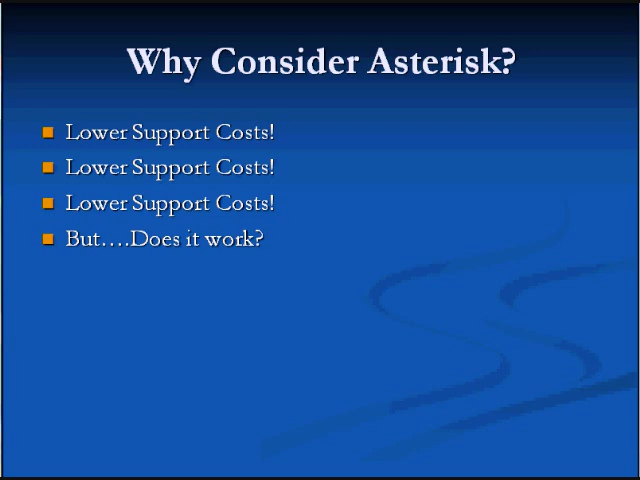 Why Consider Asterisk?
Lower Support Costs!
Lower Support Costs!
Lower Support Costs!
But….Does it work?